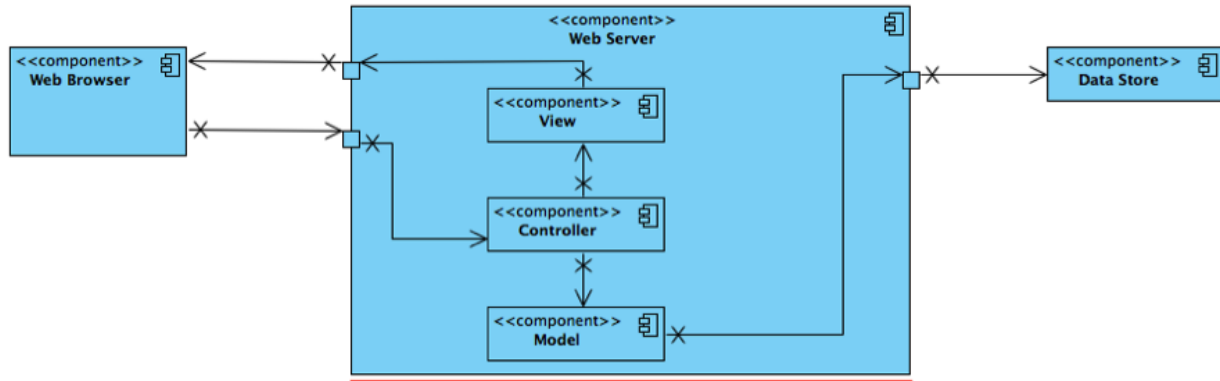 <<component>>
Web Browser
<<component>>
Web Server
<<component>>
View
<<component>>
Controller
<<component>>
Model
<<component>>
Data Store